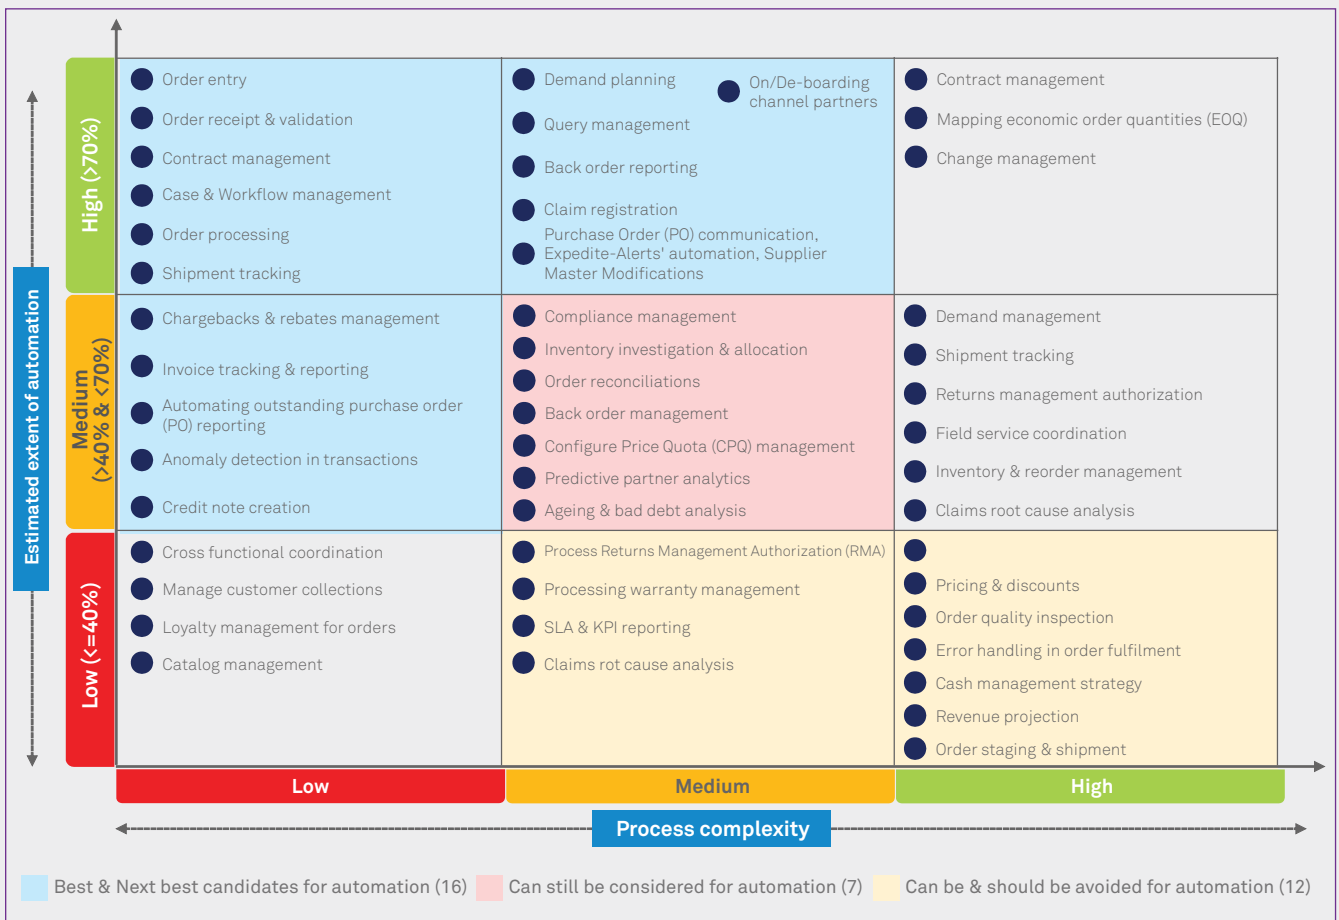 Estimated extent of automation
High (>70%)
Order entry
Order receipt & validation
Contract management
Case & Workflow management
Order processing
Shipment tracking
Demand planning
On/De-boarding
channel partners
Query management
Back order reporting
Claim registration
Purchase Order (PO) communication,
Expedite-Alerts' automation, Supplier
Master Modifications
Contract management
Mapping economic order quantities (EOQ)
Change management
Medium
(>40% & <70%)
Chargebacks & rebates management
Invoice tracking & reporting
Automating outstanding purchase order
(PO) reporting
Anomaly detection in transactions
Credit note creation
Compliance management
Inventory investigation & allocation
Order reconciliations
Back order management
Configure Price Quota (CPQ) management
Predictive partner analytics
Ageing & bad debt analysis
Demand management
Shipment tracking
Returns management authorization
Field service coordination
Inventory & reorder management
Claims root cause analysis
Low (<=40%)
Cross functional coordination
Manage customer collections
Loyalty management for orders
Catalog management
Process Returns Management Authorization (RMA)
Processing warranty management
SLA & KPI reporting
Claims rot cause analysis
Pricing & discounts
Order quality inspection
Error handling in order fulfilment
Cash management strategy
Revenue projection
Order staging & shipment
Low
Medium
High
Process complexity
Best & Next best candidates for automation (16)
Can still be considered for automation (7)
Can be & should be avoided for automation (12)